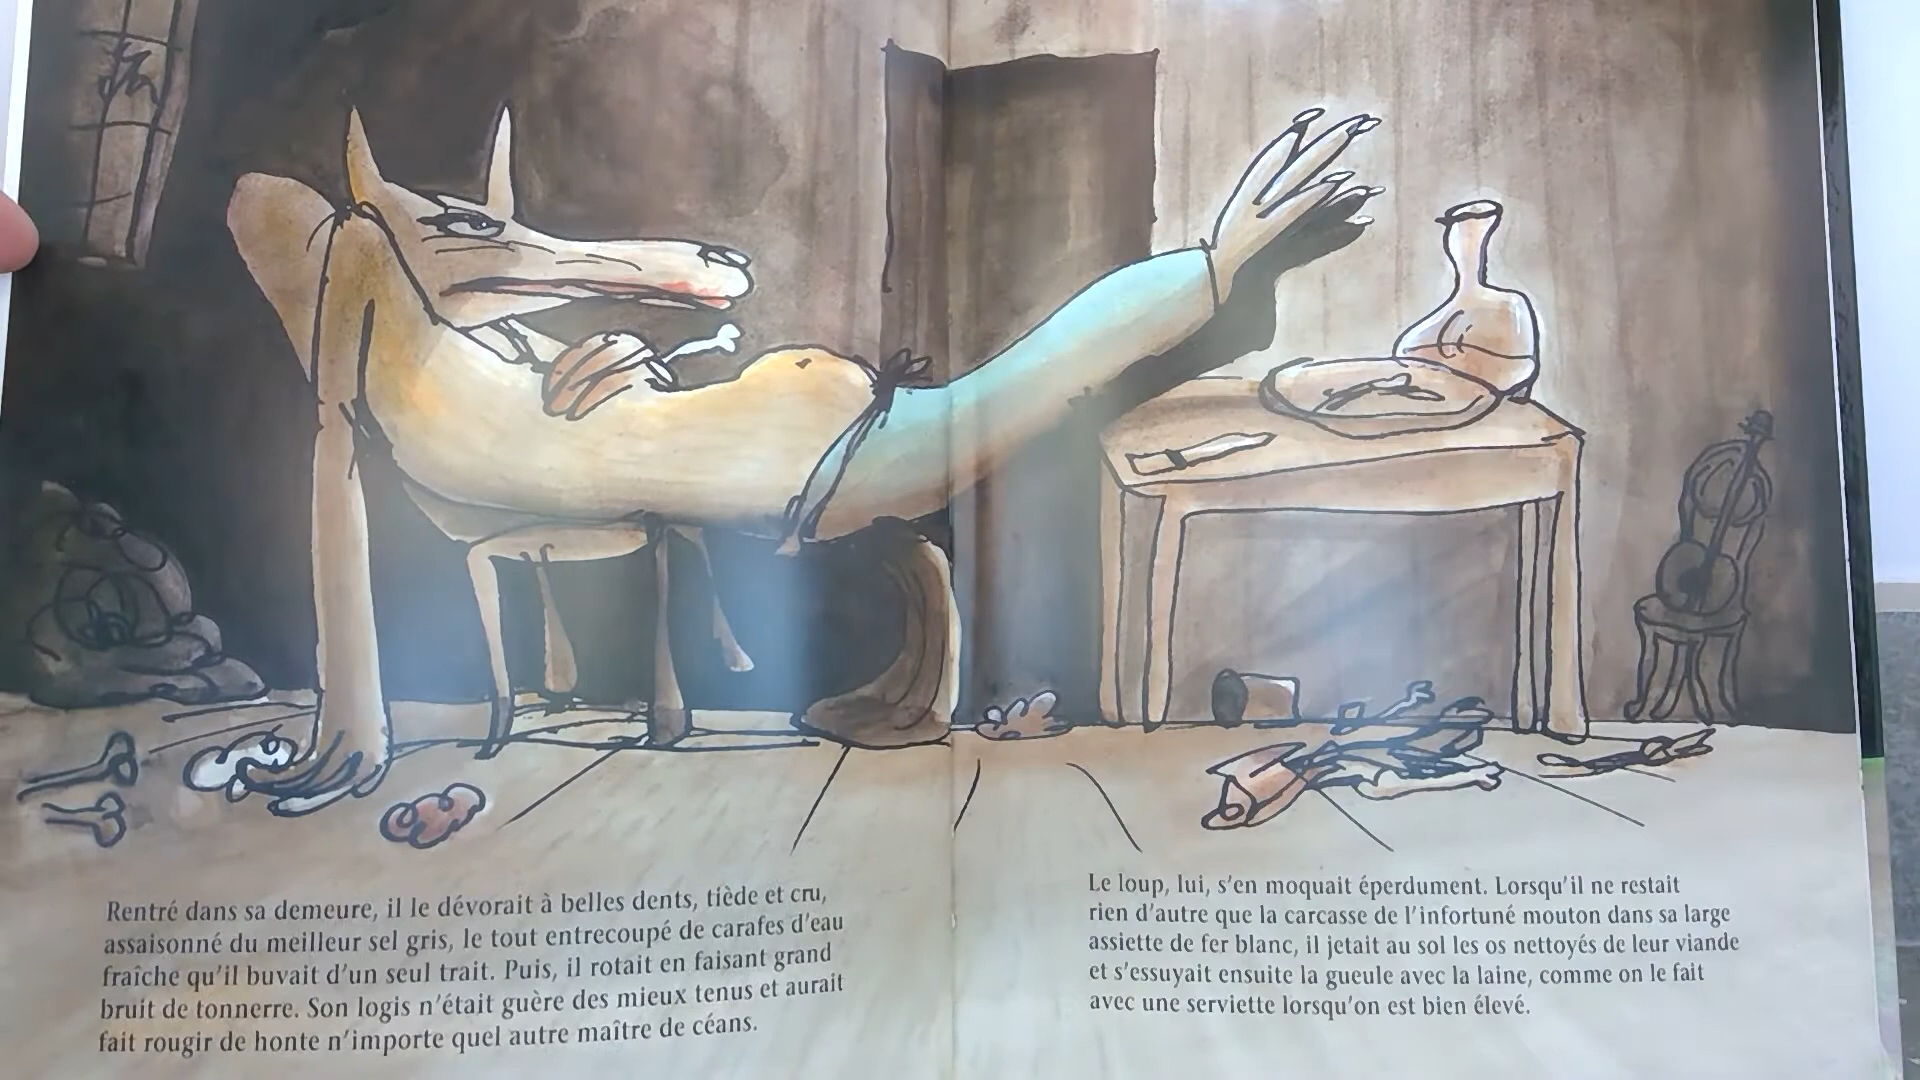 Rentré dans sa demeure, il le dévorait à belles dents, tiède et cru,
assaisonné du meilleur sel gris, le tout entrecoupé de carafes d'eau
fraîche qu'il buvait d'un seul trait. Puis, il rotait en faisant grand
bruit de tonnerre. Son logis n'était guère des mieux tenus et aurait
fait rougir de honte n'importe quel autre maître de céans.
Le loup, lui, s'en moquait éperdument. Lorsqu'il ne restait
rien d'autre que la carcasse de l'infortuné mouton dans sa large
assiette de fer blanc, il jetait au sol les os nettoyés de leur viande
et s'essuyait ensuite la gueule avec la laine, comme on le fait
avec une serviette lorsqu'on est bien élevé.